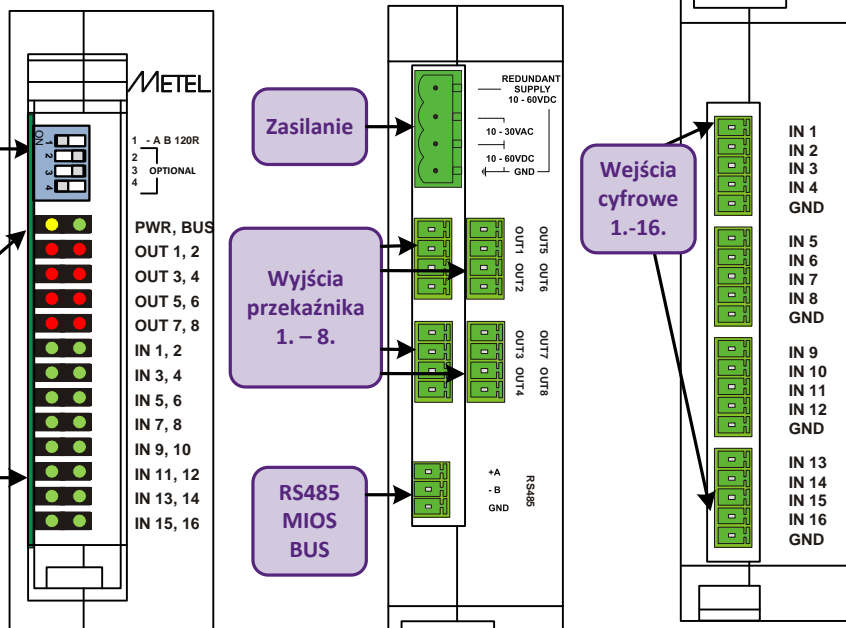 METEL
ON
1
2
3
4
1 - A B 120R
2
3 OPTIONAL
4
PWR, BUS
OUT 1, 2
OUT 3, 4
OUT 5, 6
OUT 7, 8
IN 1, 2
IN 3, 4
IN 5, 6
IN 7, 8
IN 9, 10
IN 11, 12
IN 13, 14
IN 15, 16
Zasilanie
REDUNDANT
SUPPLY
10 - 60VDC
10 - 30VAC
10 - 60VDC
GND
Wyjścia
przekaźnika
1. – 8.
OUT1 OUT2
OUT5 OUT6
OUT3 OUT4
OUT7 OUT8
RS485
MIOS
BUS
+A
- B
GND
RS485
Wejścia
cyfrowe
1.-16.
IN 1
IN 2
IN 3
IN 4
GND
IN 5
IN 6
IN 7
IN 8
GND
IN 9
IN 10
IN 11
IN 12
GND
IN 13
IN 14
IN 15
IN 16
GND